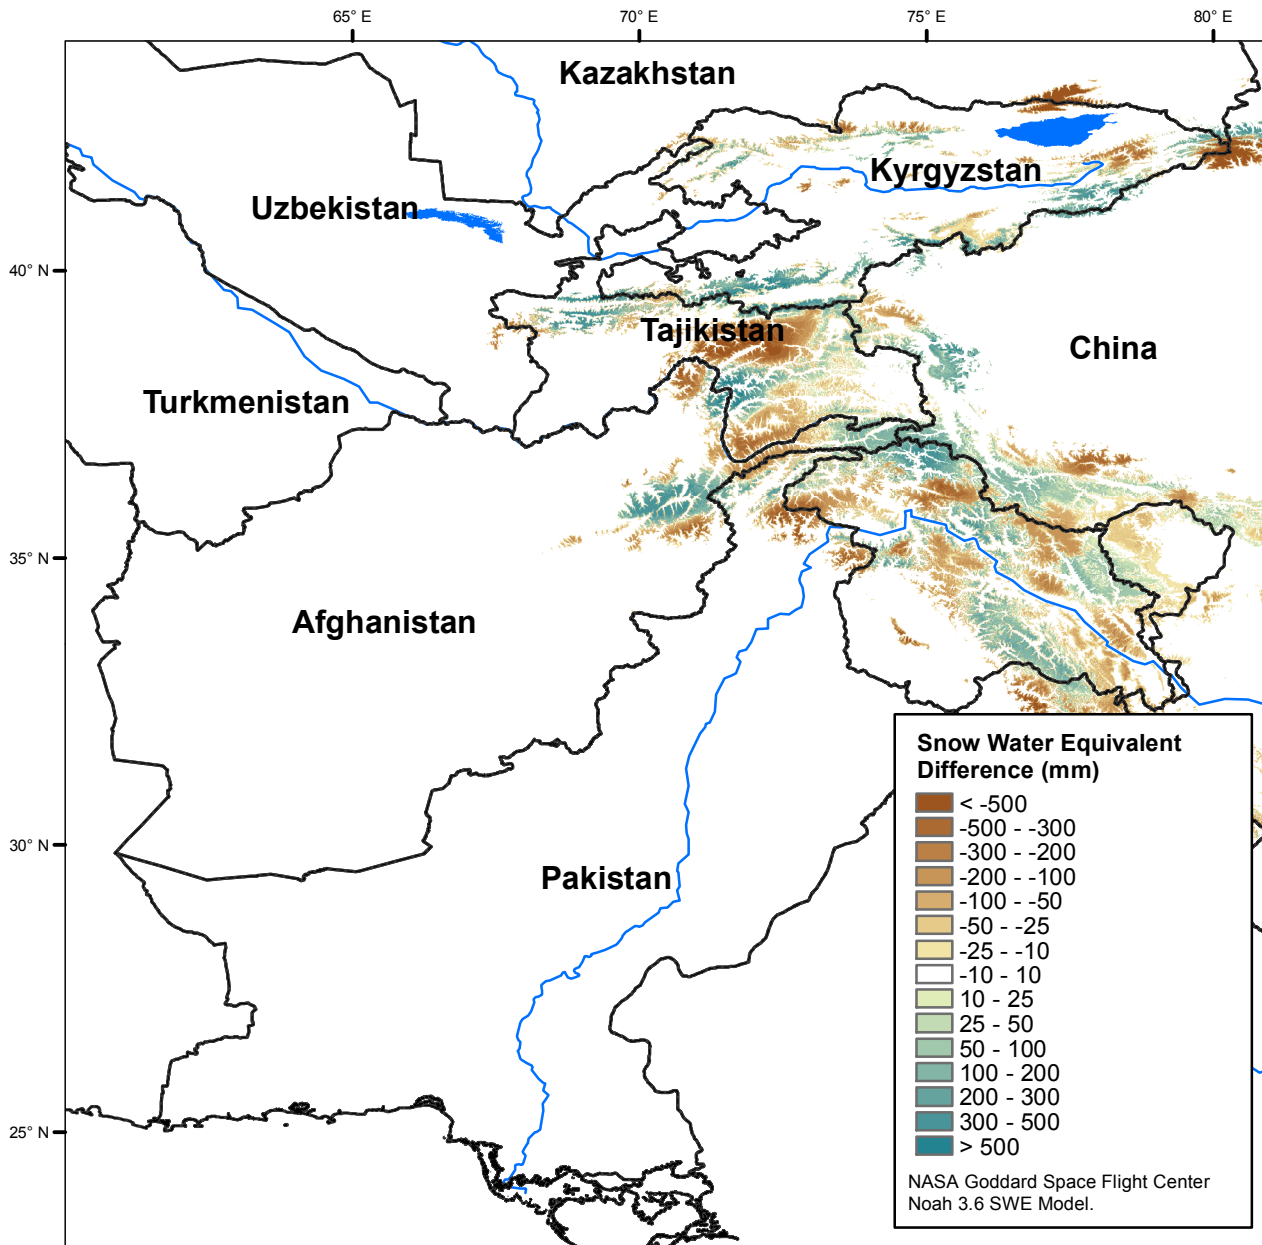 65° E
70° E
75° E
80° E
Kazakhstan
Kyrgyzstan
Uzbekistan
40° N
Tajikistan
China
Turkmenistan
35° N
Afghanistan
30° N
Pakistan
25° N
Snow Water Equivalent
Difference (mm)
< -500
-500 - -300
-300 - -200
-200 - -100
-100 - -50
-50 - -25
-25 - -10
-10 - 10
10 - 25
25 - 50
50 - 100
100 - 200
200 - 300
300 - 500
> 500
NASA Goddard Space Flight Center
Noah 3.6 SWE Model.